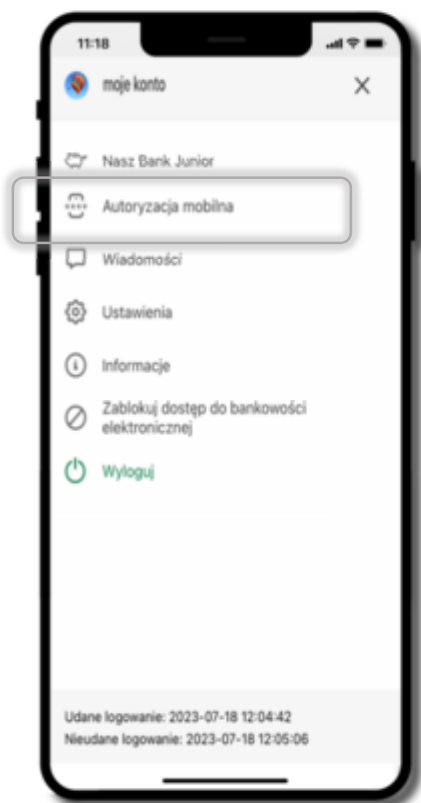 11:18
moje konto
Nasz Bank Junior
Autoryzacja mobilna
Wiadomości
Ustawienia
Informacje
Zablokuj dostęp do bankowości
elektronicznej
Wyloguj
Udane logowanie: 2023-07-18 12:04:42
Nieudane logowanie: 2023-07-18 12:05:06